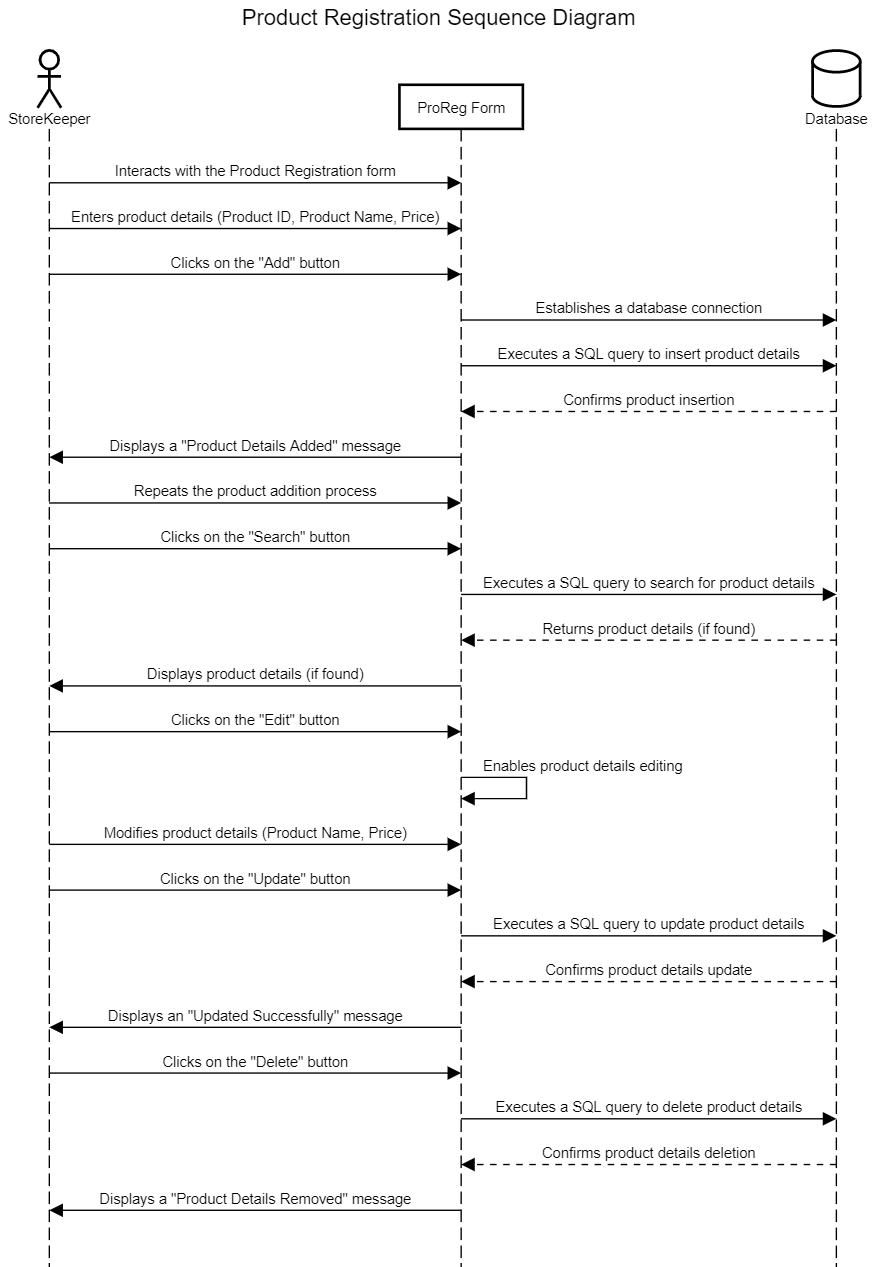 Product Registration Sequence Diagram
StoreKeeper
ProReg Form
Database
Interacts with the Product Registration form
Enters product details (Product ID, Product Name, Price)
Clicks on the "Add" button
Establishes a database connection
Executes a SQL query to insert product details
Confirms product insertion
Displays a "Product Details Added" message
Repeats the product addition process
Clicks on the "Search" button
Executes a SQL query to search for product details
Returns product details (if found)
Displays product details (if found)
Clicks on the "Edit" button
Enables product details editing
Modifies product details (Product Name, Price)
Clicks on the "Update" button
Executes a SQL query to update product details
Confirms product details update
Displays an "Updated Successfully" message
Clicks on the "Delete" button
Executes a SQL query to delete product details
Confirms product details deletion
Displays a "Product Details Removed" message